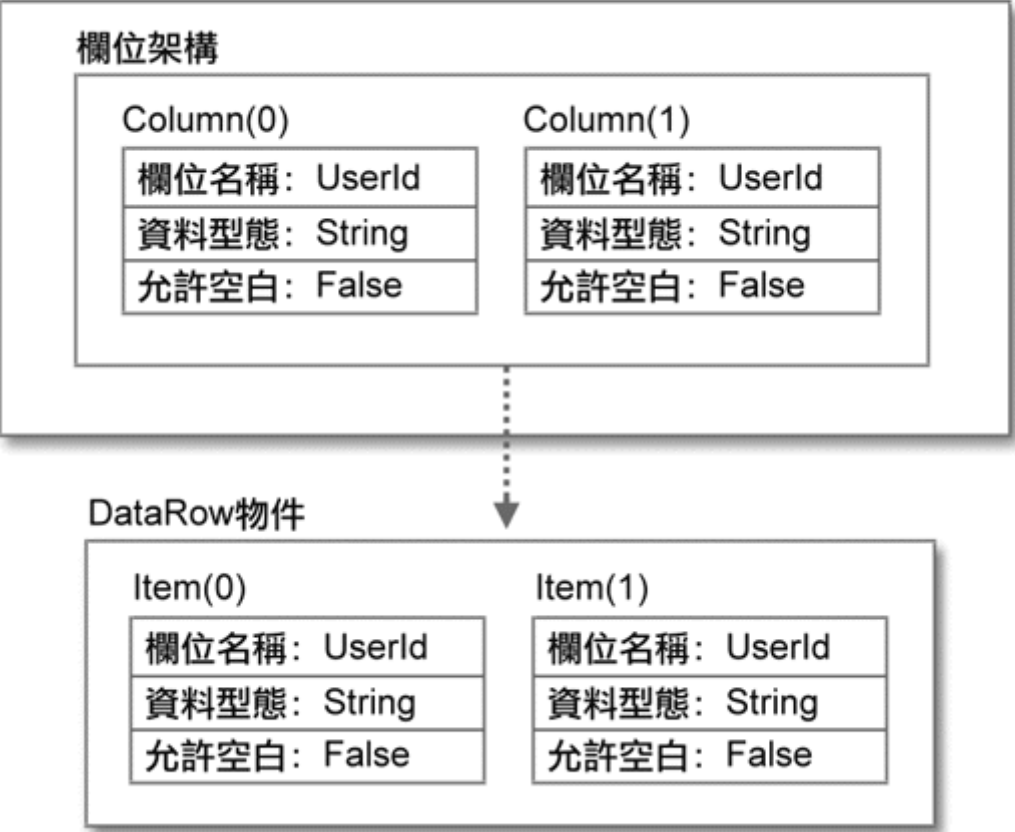 欄位架構
Column(0)
欄位名稱：UserId
資料型態：String
允許空白：False
Column(1)
欄位名稱：UserId
資料型態：String
允許空白：False
DataRow物件
Item(0)
欄位名稱：UserId
資料型態：String
允許空白：False
Item(1)
欄位名稱：UserId
資料型態：String
允許空白：False